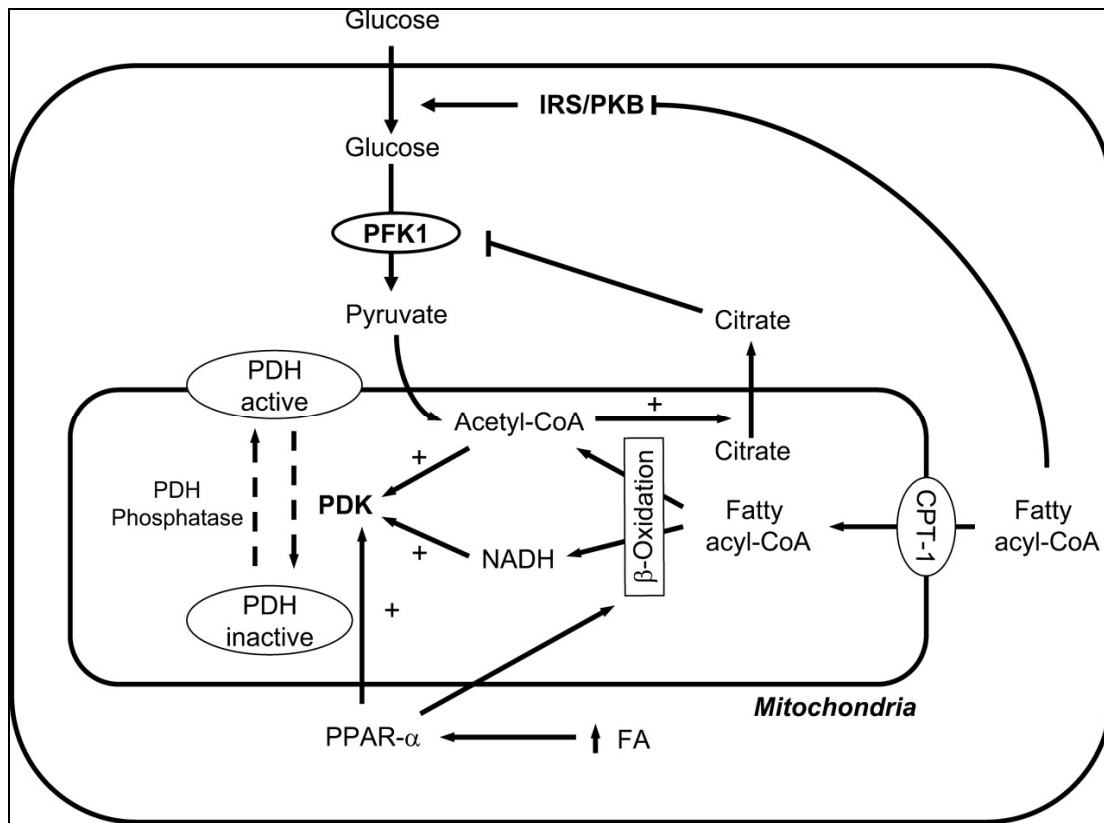 Glucose
IRS/PKB
Glucose
PFK1
Pyruvate
Citrate
PDH
active
Acetyl-CoA
+
Citrate
+
PDH
Phosphatase
PDK
β-Oxidation
Fatty
acyl-CoA
CPT-1
Fatty
acyl-CoA
NADH
+
PDH
inactive
+
Mitochondria
PPAR-α
FA